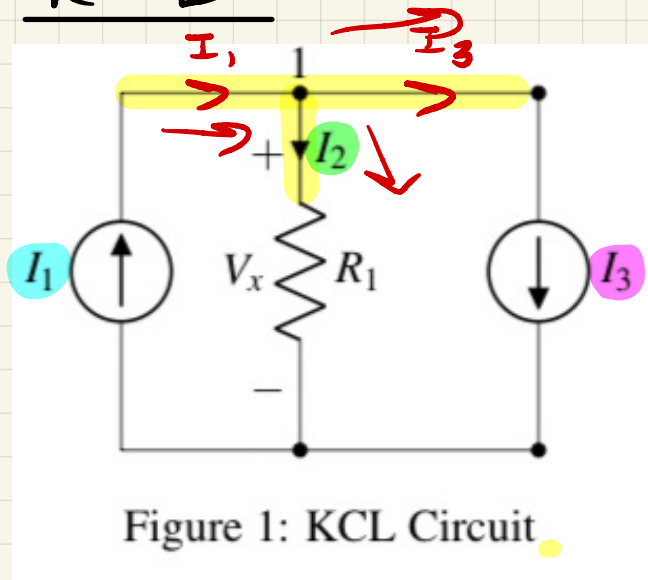 I₁ 1 I₃
+ I₂
I₁ Vₓ R₁ I₃
−
Figure 1: KCL Circuit